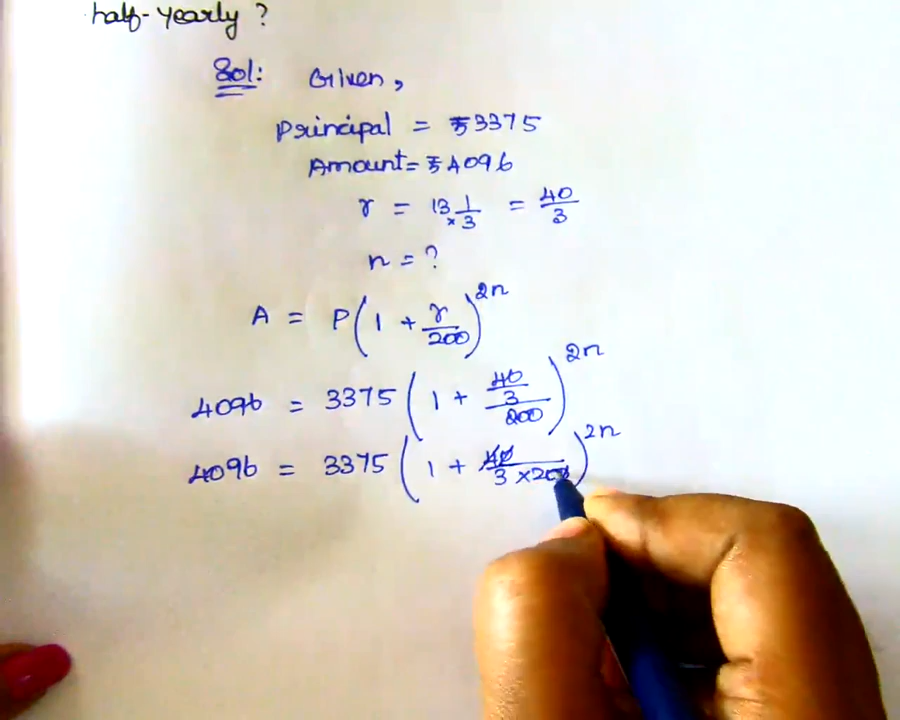 half-yearly ?
Sol: Given,
Principal = ₹3375
Amount = ₹4096
r = 13 1/3 = 40/3
n = ?
A = P(1 + r/200)^2n
4096 = 3375 (1 + 40/3/200)^2n
4096 = 3375 (1 + 40/3×200)^2n